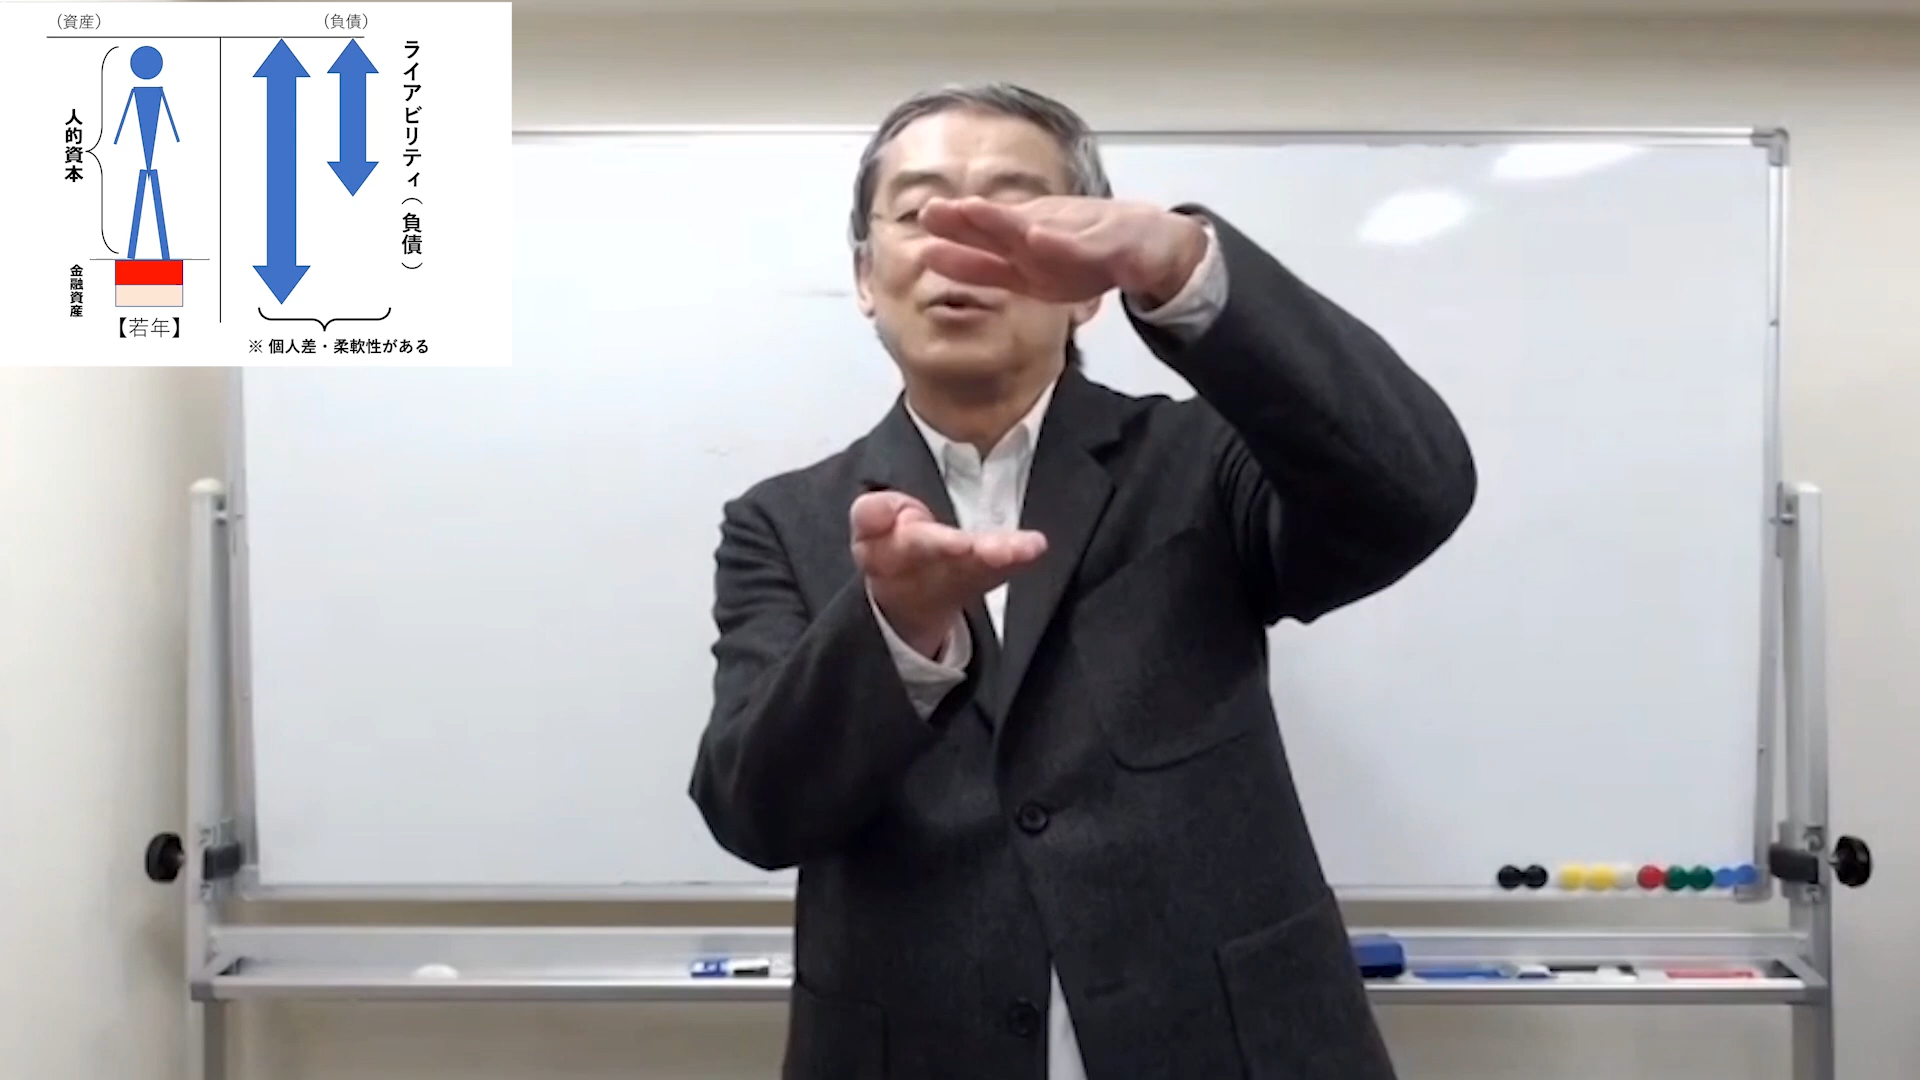 （資産）
（負債）
人的資本
ライアビリティ（負債）
金融資産
【若年】
※ 個人差・柔軟性がある